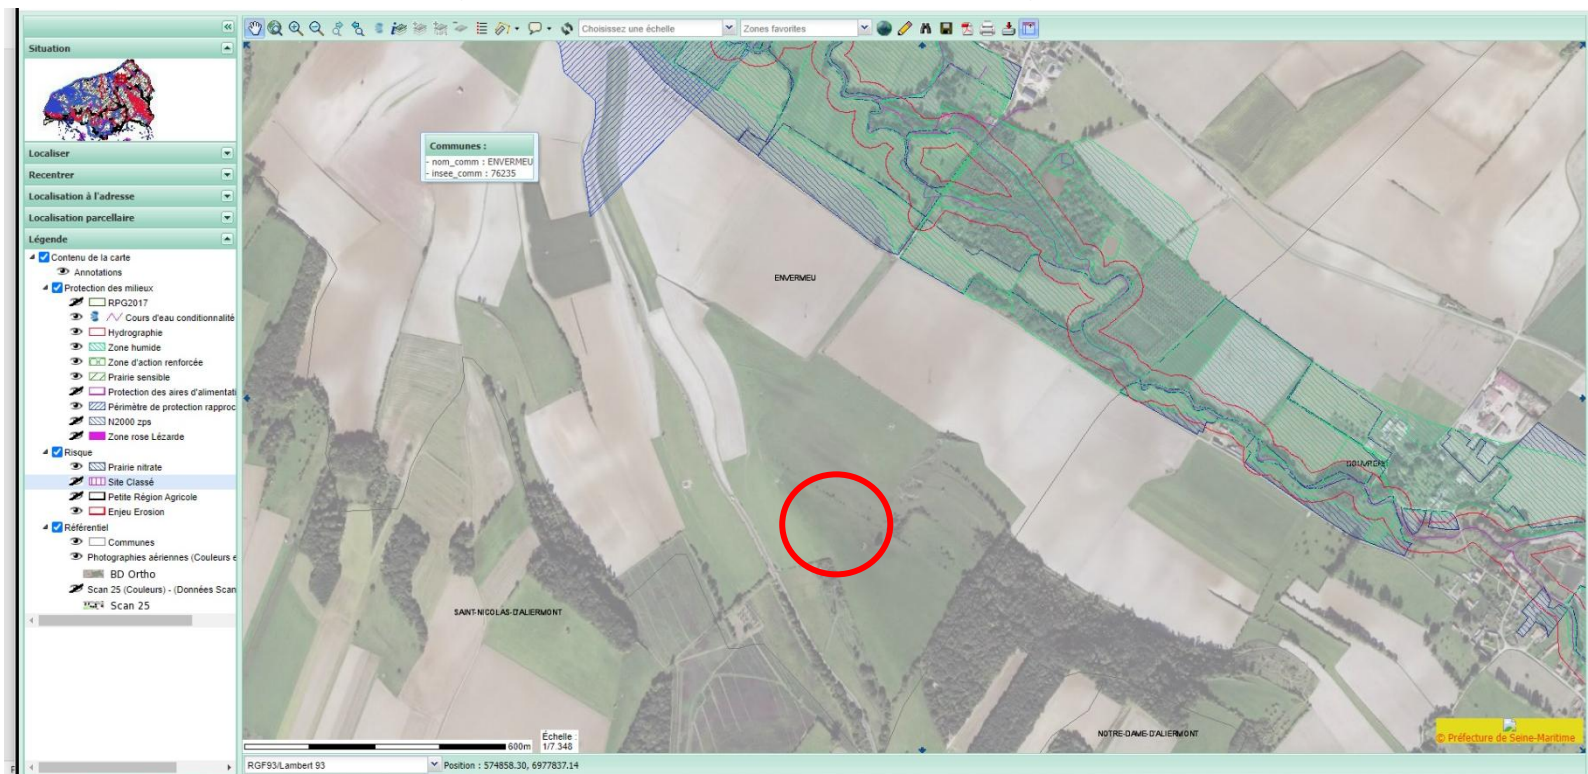 Choisissez une échelle
Zones favorites
Situation
Localiser
Recentrer
Localisation à l'adresse
Localisation parcellaire
Légende
Contenu de la carte
Annotations
Protection des milieux
RPG2017
Cours d'eau conditionnalité
Hydrographie
Zone humide
Zone d'action renforcée
Prairie sensible
Protection des aires d'alimentati
Périmètre de protection rapproc
N2000 zps
Zone rose Lézarde
Risque
Prairie nitrate
Site Classé
Petite Région Agricole
Enjeu Erosion
Référentiel
Communes
Photographies aériennes (Couleurs e
BD Ortho
Scan 25 (Couleurs) - (Données Scan
Scan 25
Communes :
- nom_comm : ENVERMEU
- insee_comm : 76235
ENVERMEU
SAINT-NICOLAS-D'ALIERMONT
NOTRE-DAME-D'ALIERMONT
© Préfecture de Seine-Maritime
600m
Échelle :
1/7.348
RGF93/Lambert 93
Position : 574858.30, 6977837.14